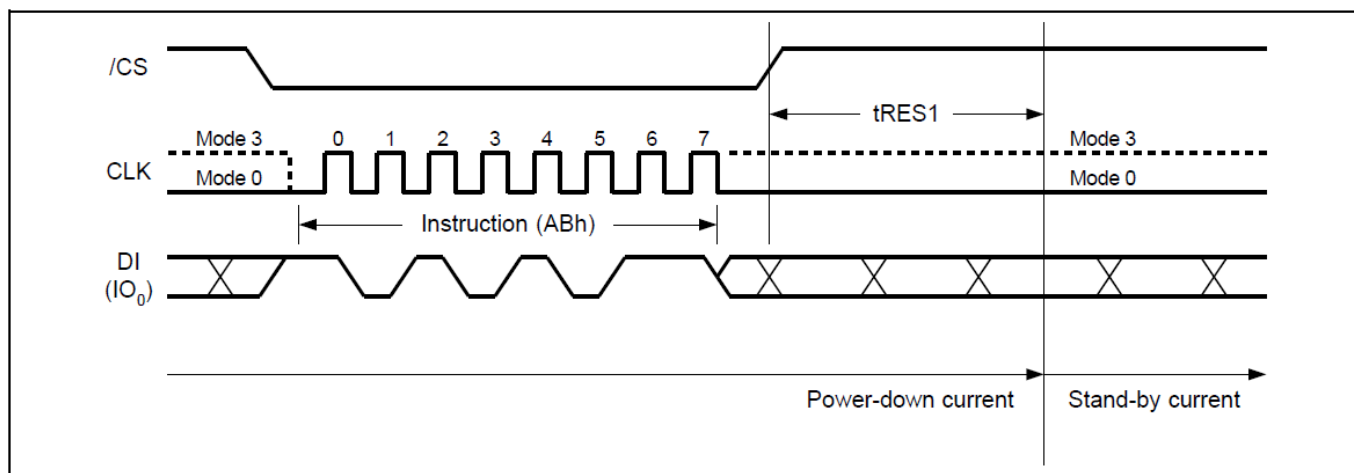 /CS
tRES1
Mode 3 0 1 2 3 4 5 6 7 Mode 3
CLK
Mode 0 Mode 0
Instruction (ABh)
DI
(IO0)
Power-down current Stand-by current